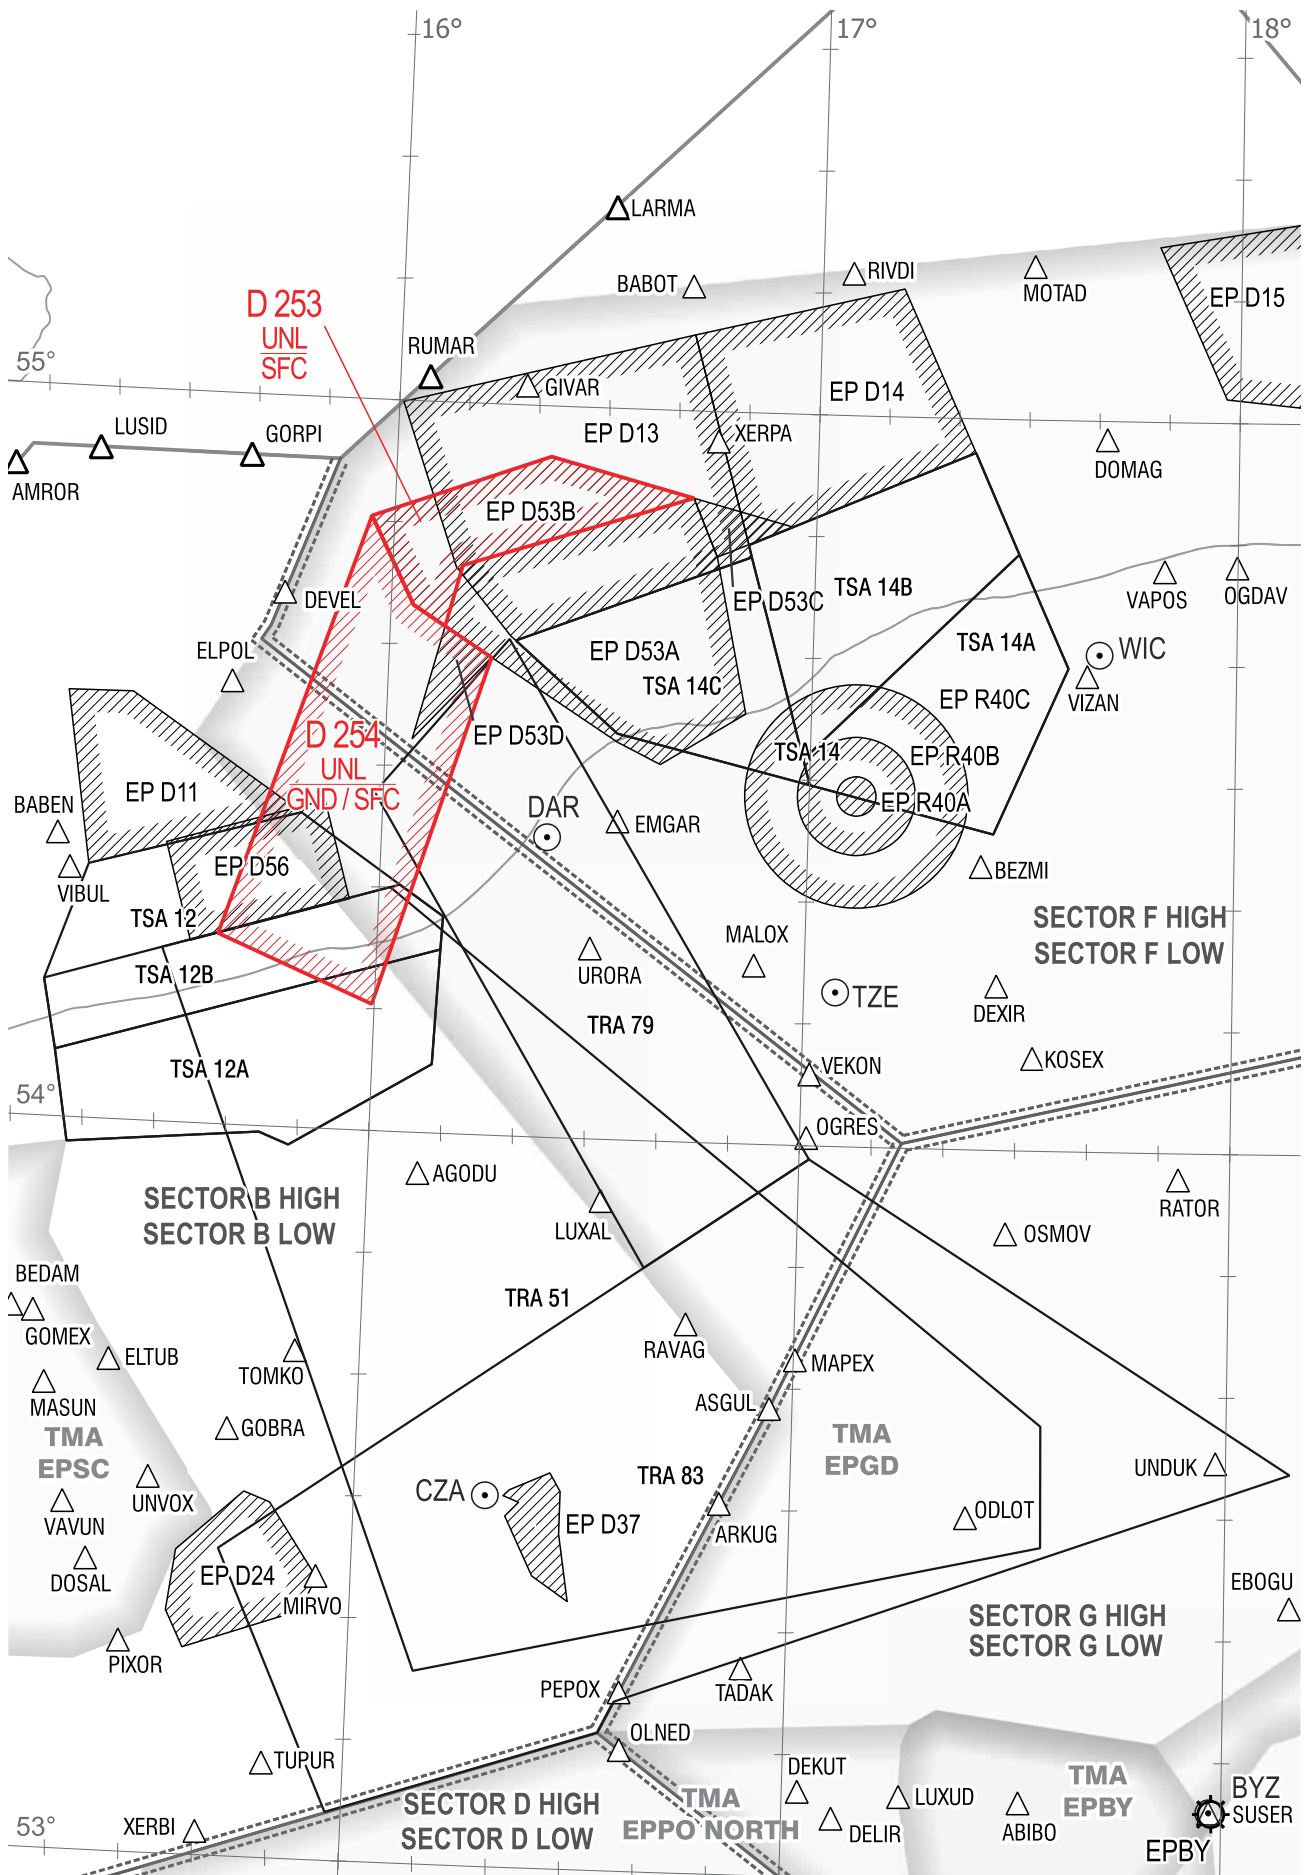 16°
17°
18°
LARMA
BABOT
RIVDI
MOTAD
EP D15
D 253
UNL
SFC
RUMAR
55°
GIVAR
EP D14
LUSID
GORPI
EP D13
XERPA
DOMAG
AMROR
EP D53B
DEVEL
EP D53C
TSA 14B
VAPOS
OGDAV
ELPOL
EP D53A
TSA 14A
WIC
TSA 14C
EP R40C
VIZAN
D 254
UNL
GND / SFC
EP D53D
TSA 14
EP R40B
EP D11
BABEN
DAR
EMGAR
EP R40A
VIBUL
EP D56
BEZMI
TSA 12
MALOX
SECTOR F HIGH
SECTOR F LOW
TSA 12B
URORA
TZE
DEXIR
TRA 79
TSA 12A
VEKON
KOSEX
54°
OGRES
AGODU
SECTOR B HIGH
SECTOR B LOW
LUXAL
RATOR
OSMOV
BEDAM
GOMEX
TRA 51
ELTUB
TOMKO
RAVAG
MAPEX
MASUN
ASGUL
GOBRA
TMA
EPSC
TMA
EPGD
UNVOX
CZA
TRA 83
UNDUK
VAVUN
EP D37
ARKUG
ODLOT
DOSAL
EP D24
MIRVO
EBOGU
SECTOR G HIGH
SECTOR G LOW
PIXOR
PEPOX
TADAK
OLNED
TUPUR
DEKUT
TMA
EPBY
BYZ
SUSER
XERBI
SECTOR D HIGH
SECTOR D LOW
TMA
EPPO NORTH
LUXUD
DELIR
ABIBO
EPBY
53°